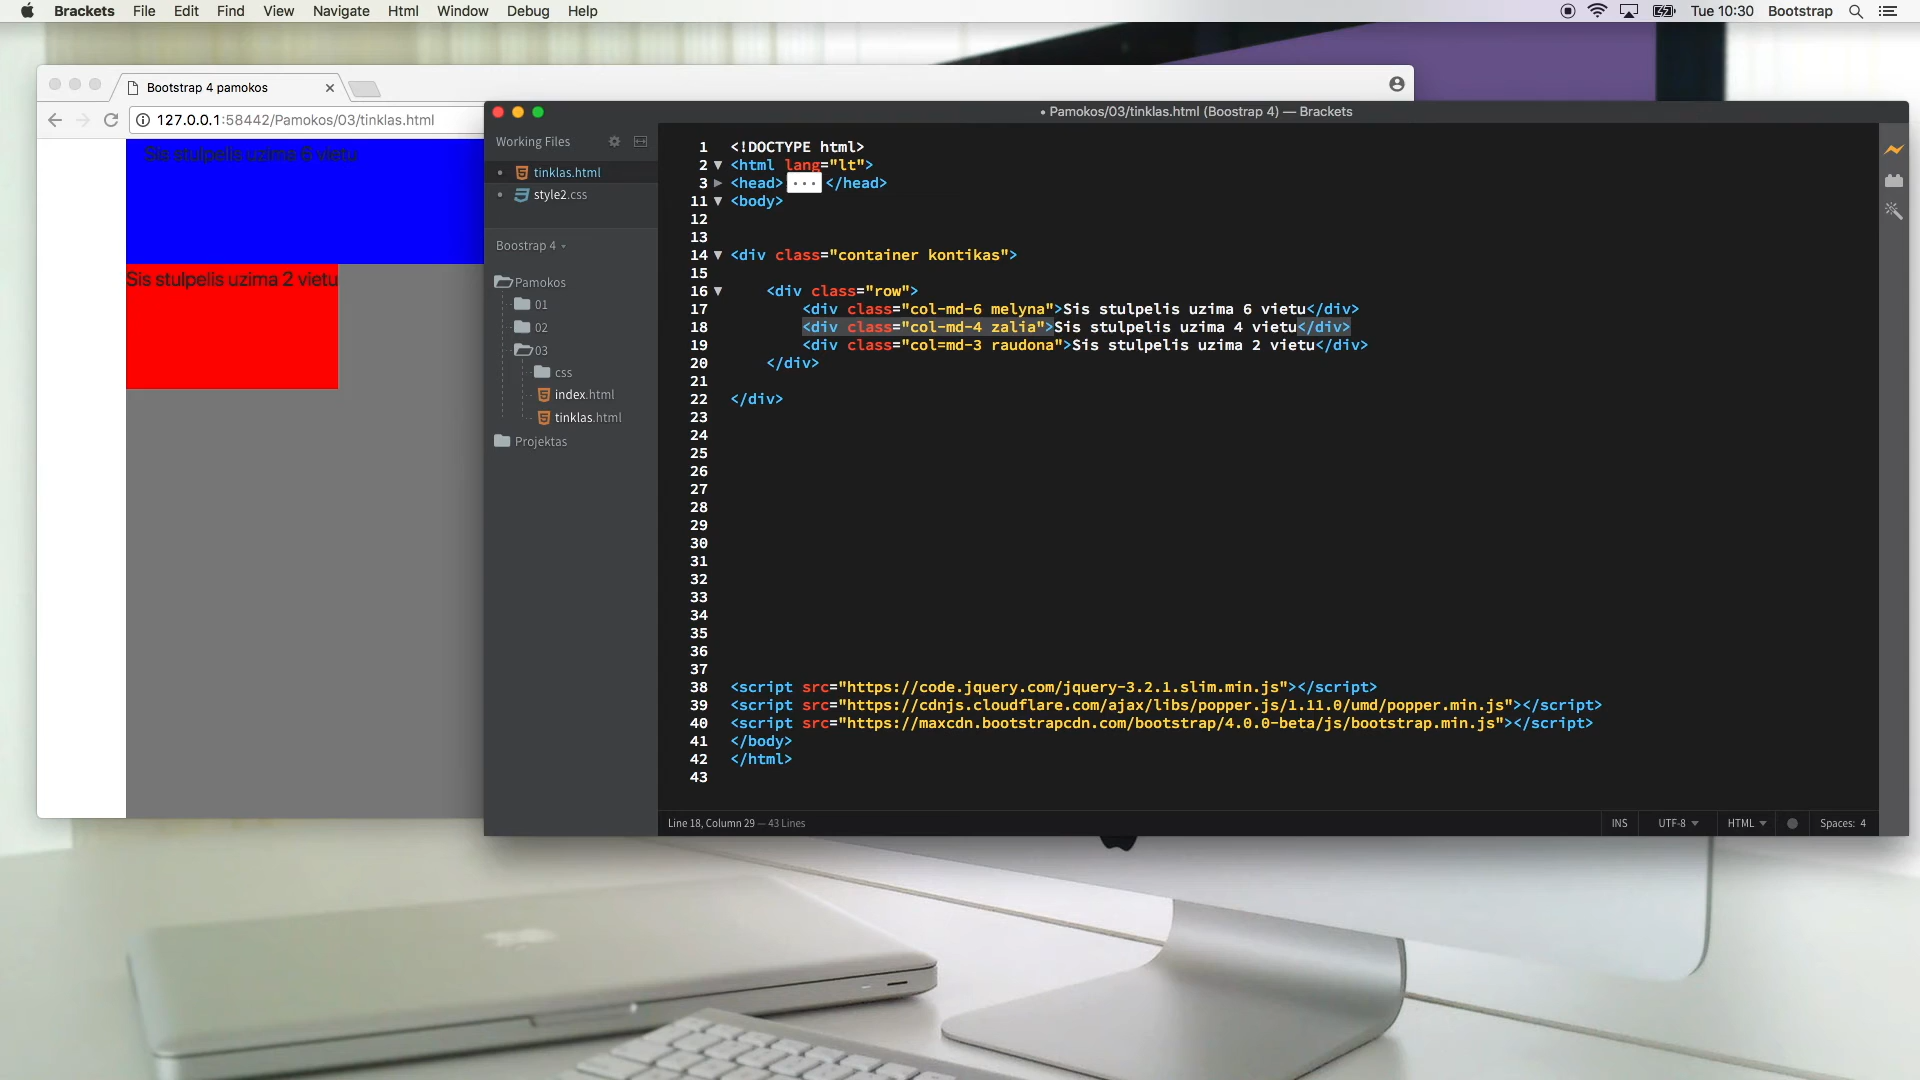 Brackets File Edit Find View Navigate Html Window Debug Help Tue 10:30 Bootstrap
Bootstrap 4 pamokos
127.0.0.1:58442/Pamokos/03/tinklas.html
Sis stulpelis uzima 6 vietu
Sis stulpelis uzima 2 vietu
• Pamokos/03/tinklas.html (Boostrap 4) — Brackets
Working Files
tinklas.html
style2.css
Boostrap 4
Pamokos
01
02
03
css
index.html
tinklas.html
Projektas
1 <!DOCTYPE html>
2 <html lang="lt">
3 <head> ... </head>
11 <body>
12
13
14 <div class="container kontikas">
15
16 <div class="row">
17 <div class="col-md-6 melyna">Sis stulpelis uzima 6 vietu</div>
18 <div class="col-md-4 zalia">Sis stulpelis uzima 4 vietu</div>
19 <div class="col=md-3 raudona">Sis stulpelis uzima 2 vietu</div>
20 </div>
21
22 </div>
23
24
25
26
27
28
29
30
31
32
33
34
35
36
37
38 <script src="https://code.jquery.com/jquery-3.2.1.slim.min.js"></script>
39 <script src="https://cdnjs.cloudflare.com/ajax/libs/popper.js/1.11.0/umd/popper.min.js"></script>
40 <script src="https://maxcdn.bootstrapcdn.com/bootstrap/4.0.0-beta/js/bootstrap.min.js"></script>
41 </body>
42 </html>
43
Line 18, Column 29 — 43 Lines INS UTF-8 HTML Spaces: 4